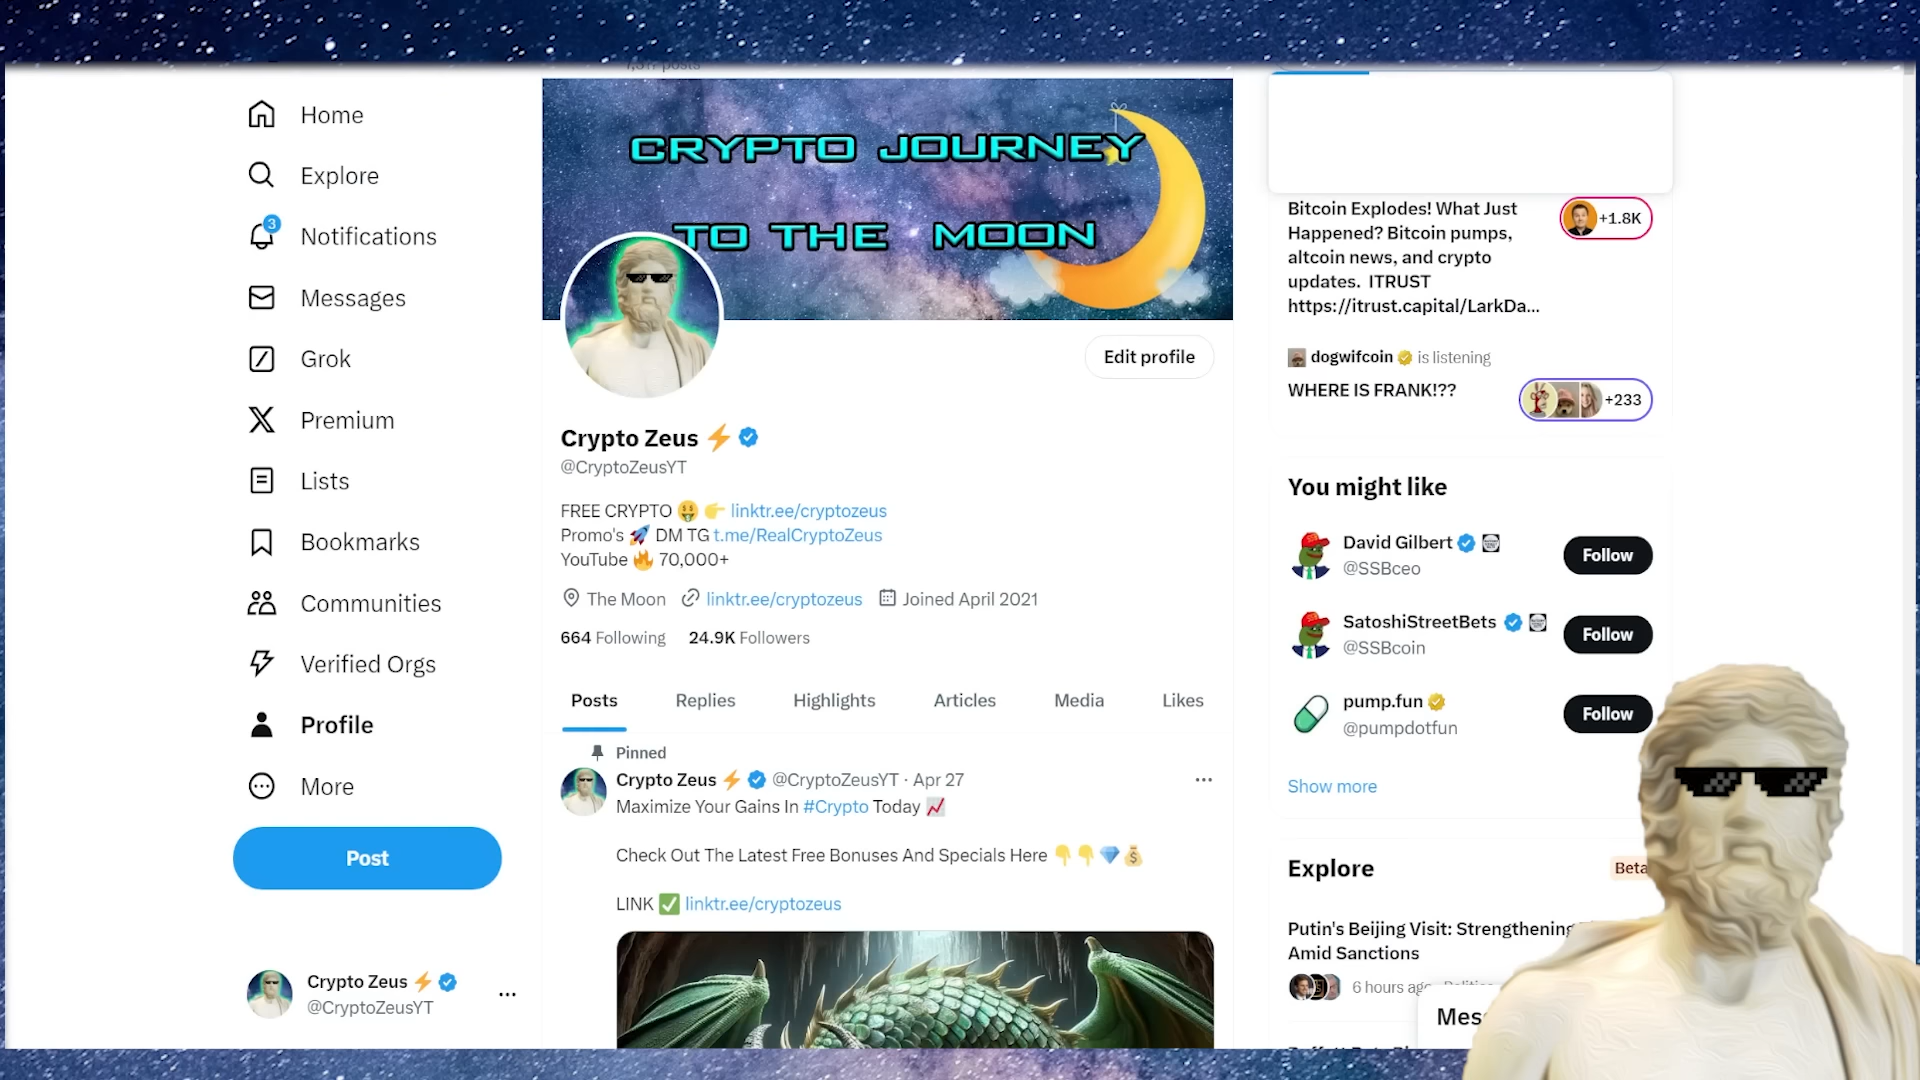 7,317 posts
Home
Explore
3
Notifications
Messages
Grok
Premium
Lists
Bookmarks
Communities
Verified Orgs
Profile
More
Post
Crypto Zeus
@CryptoZeusYT
CRYPTO JOURNEY
TO THE MOON
Edit profile
Crypto Zeus
@CryptoZeusYT
FREE CRYPTO 🤑 👉 linktr.ee/cryptozeus
Promo's 🚀 DM TG t.me/RealCryptoZeus
YouTube 🔥 70,000+
The Moon linktr.ee/cryptozeus Joined April 2021
664 Following 24.9K Followers
Posts Replies Highlights Articles Media Likes
Pinned
Crypto Zeus ⚡ @CryptoZeusYT · Apr 27
Maximize Your Gains In #Crypto Today 📈
Check Out The Latest Free Bonuses And Specials Here 👇👇💎💰
LINK ✅ linktr.ee/cryptozeus
Bitcoin Explodes! What Just
Happened? Bitcoin pumps,
altcoin news, and crypto
updates. ITRUST
https://itrust.capital/LarkDa...
+1.8K
dogwifcoin is listening
WHERE IS FRANK!??
+233
You might like
David Gilbert
@SSBceo
Follow
SatoshiStreetBets
@SSBcoin
Follow
pump.fun
@pumpdotfun
Follow
Show more
Explore
Beta
Putin's Beijing Visit: Strengthening
Amid Sanctions
6 hours ago